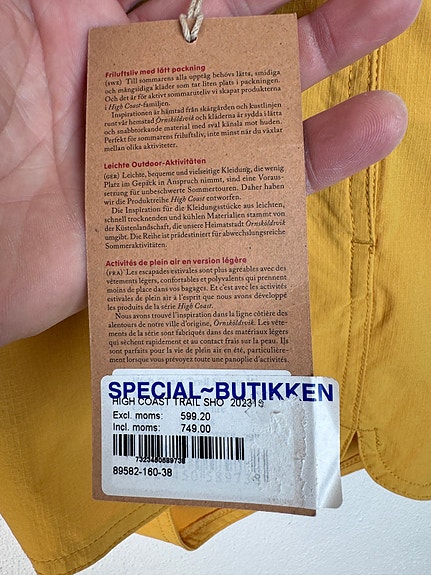 Friluftsliv med lätt packning
(SWE) Till sommarens alla upptåg behövs lätta, smidiga
och mångsidiga kläder som tar liten plats i packningen.
Och det är för aktivt sommaruteliv vi skapat produkterna
i High Coast-familjen.
Inspirationen är hämtad från skärgården och kustlinjen
runt vår hemstad Örnsköldsvik och kläderna är sydda i lätta
och snabbtorkande material med sval känsla mot huden.
Perfekt för sommarens friluftsliv, inte minst när du växlar
mellan olika aktiviteter.
Leichte Outdoor-Aktivitäten
(GER) Leichte, bequeme und vielseitige Kleidung, die wenig
Platz im Gepäck in Anspruch nimmt, sind eine Voraus-
setzung für unbeschwerte Sommertouren. Daher haben
wir die Produktreihe High Coast entworfen.
Die Inspiration für die Kleidungsstücke aus leichten,
schnell trocknenden und kühlen Materialien stammt von
der Küstenlandschaft, die unsere Heimatstadt Örnsköldsvik
umgibt. Die Reihe ist prädestiniert für abwechslungsreiche
Sommeraktivitäten.
Activités de plein air en version légère
(FRA) Les escapades estivales sont plus agréables avec des
vêtements légers, confortables et polyvalents qui prennent
moins de place dans vos bagages. Et c'est avec les activités
estivales de plein air à l'esprit que nous avons développé
les produits de la série High Coast.
Nous avons trouvé l'inspiration dans la ligne côtière des
alentours de notre ville d'origine, Örnsköldsvik. Les vête-
ments de la série sont fabriqués dans des matériaux légers
qui sèchent rapidement et au contact frais sur la peau. Ils
sont parfaits pour la vie de plein air en été, particulière-
ment lorsque vous prévoyez toute une panoplie d'activités
SPECIAL~BUTIKKEN
HIGH COAST TRAIL SHO 202315
Excl. moms: 599.20
Incl. moms: 749.00
7323450589738
89582-160-38